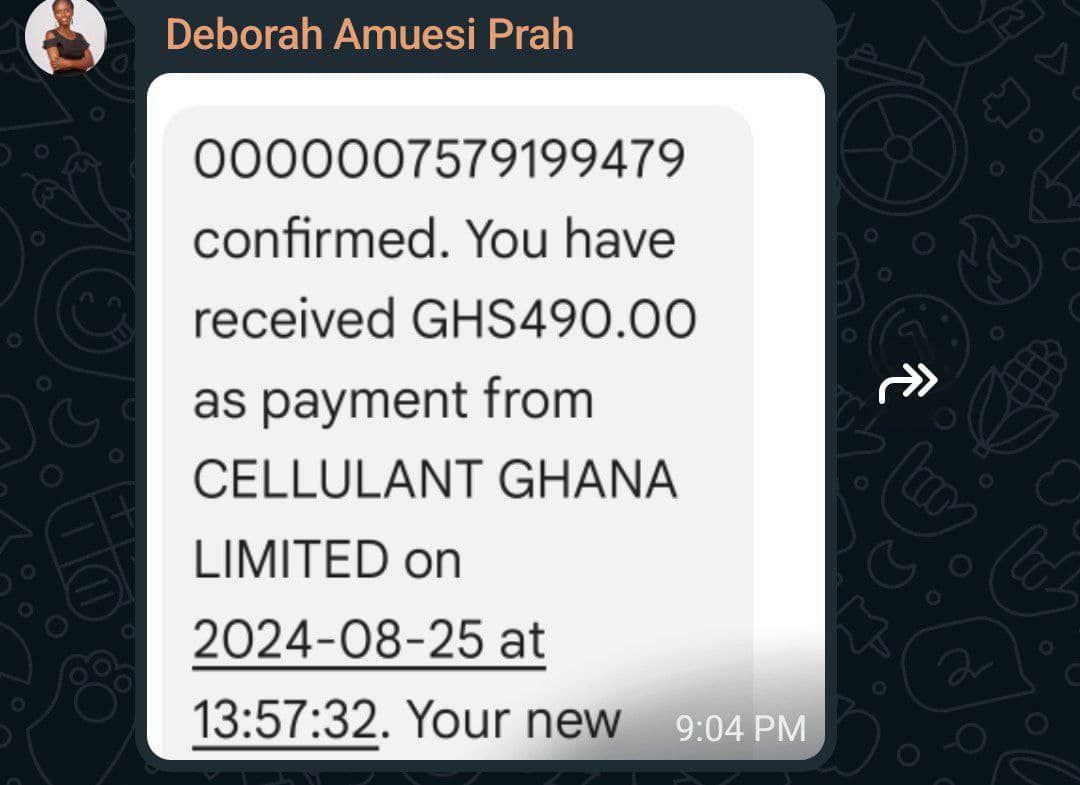 Deborah Amuesi Prah
0000007579199479
confirmed. You have
received GHS490.00
as payment from
CELLULANT GHANA
LIMITED on
2024-08-25 at
13:57:32. Your new
9:04 PM